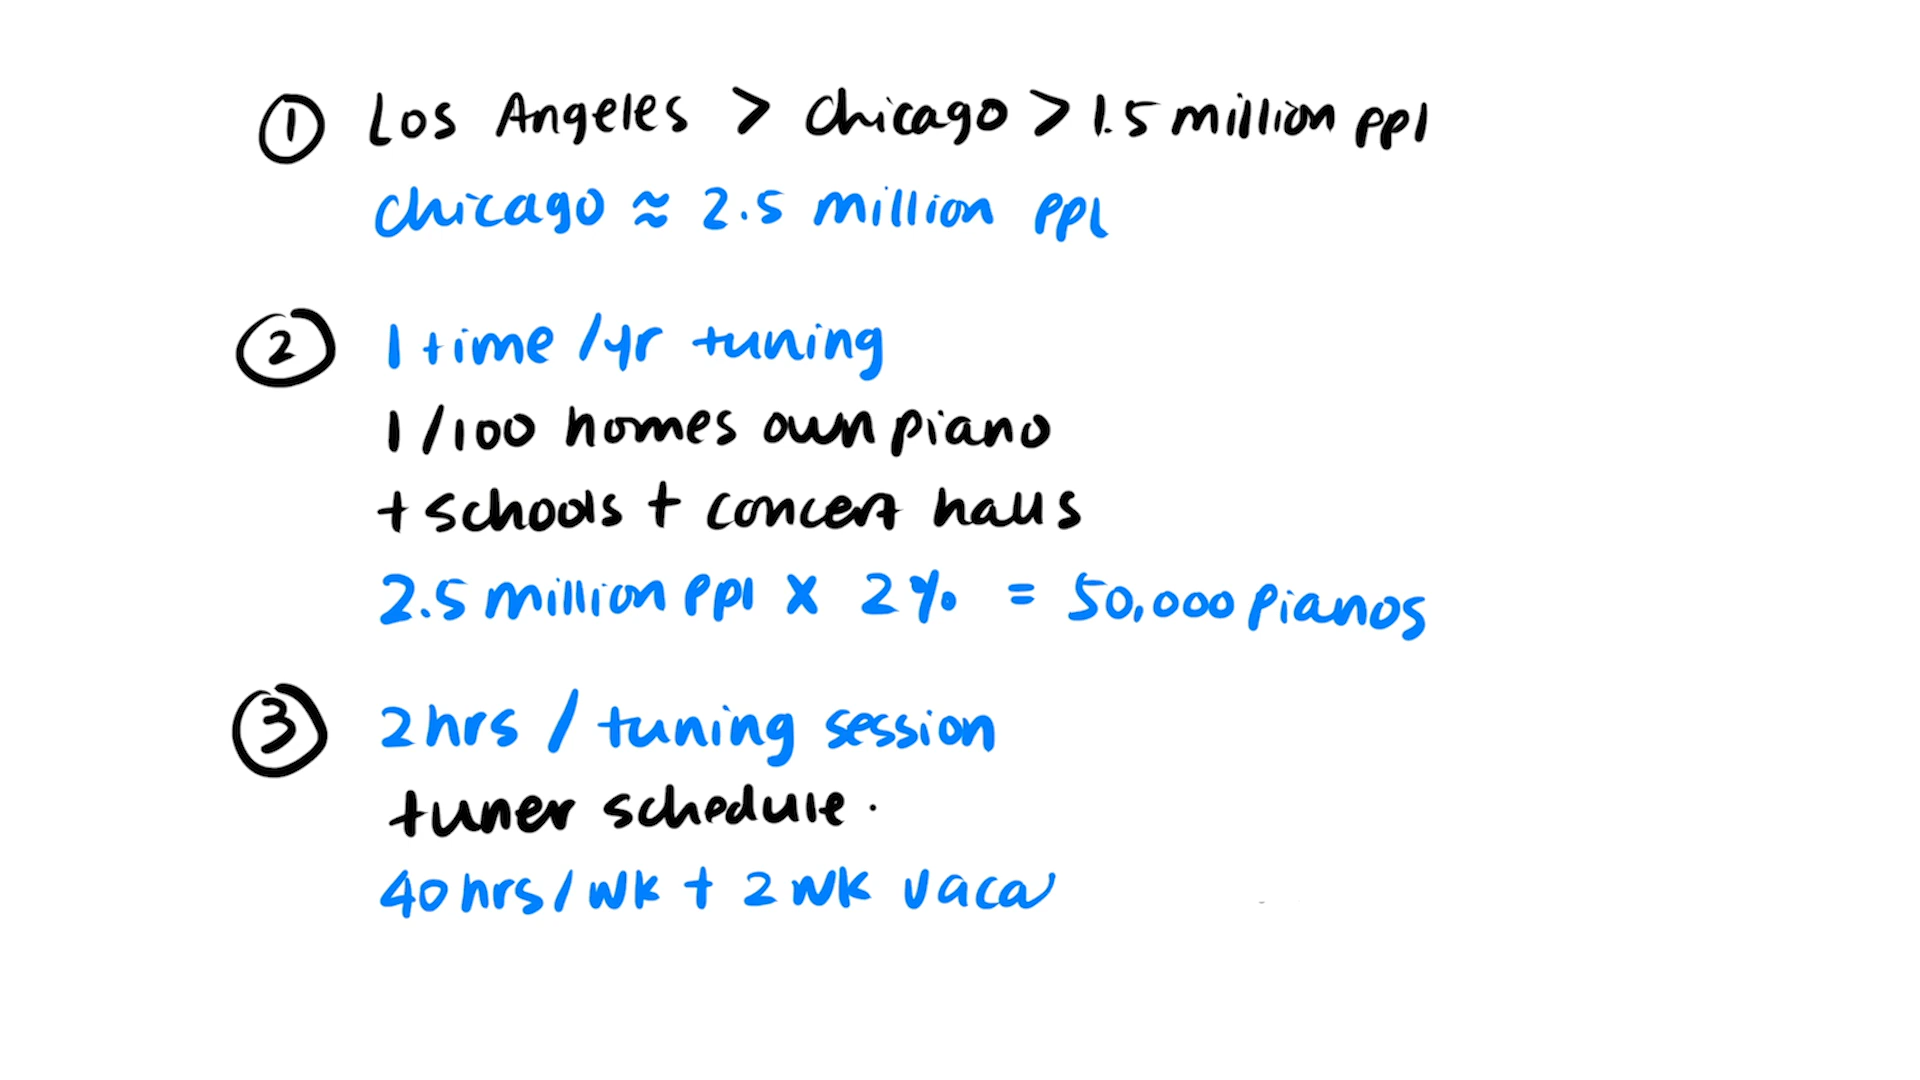 ① Los Angeles > Chicago > 1.5 million ppl
Chicago ≈ 2.5 million ppl
② 1 time /yr tuning
1/100 homes own piano
+ schools + concert halls
2.5 million ppl x 2% = 50,000 pianos
③ 2 hrs / tuning session
tuner schedule.
40 hrs/wk + 2 wk vaca